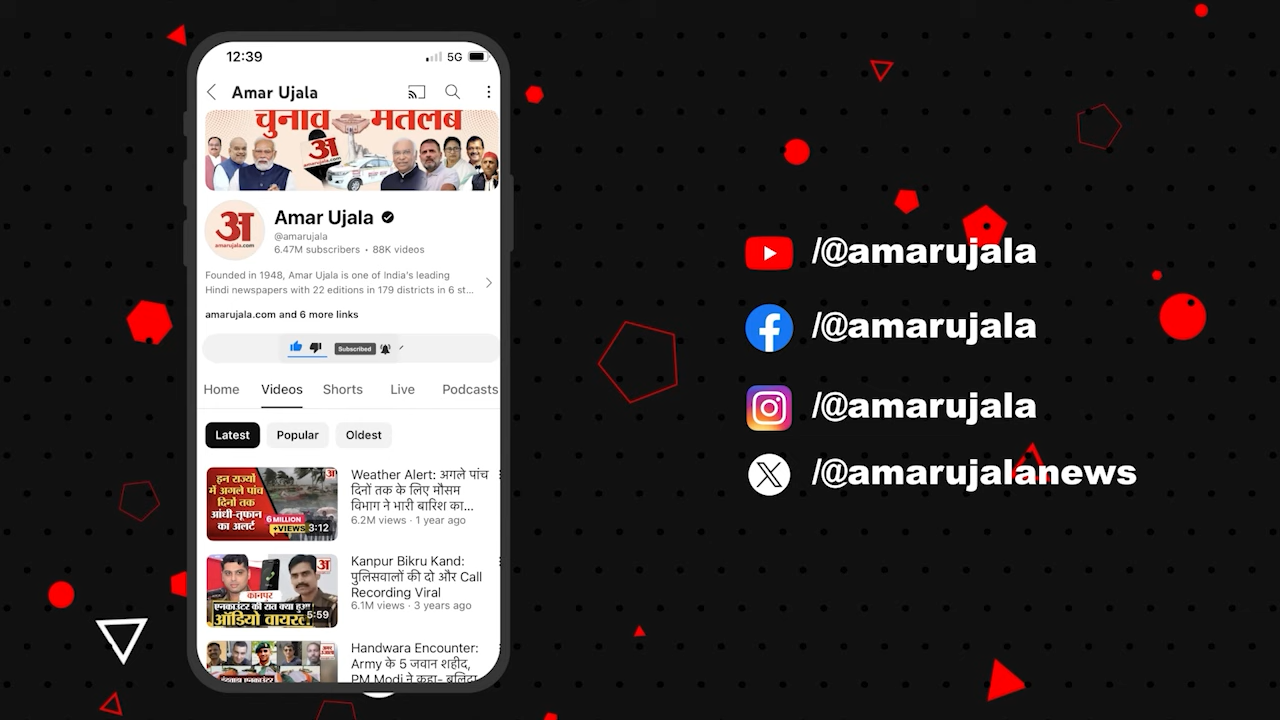 12:39
5G
Amar Ujala
चुनाव मतलब
अ
amarujala.com
अ
amarujala.com
Amar Ujala
@amarujala
6.47M subscribers • 88K videos
Founded in 1948, Amar Ujala is one of India's leading
Hindi newspapers with 22 editions in 179 districts in 6 st...
amarujala.com and 6 more links
Subscribed
Home Videos Shorts Live Podcasts
Latest Popular Oldest
हन राज्यों
में अगले पांच
दिनों तक
आंधी-तूफान
का अलर्ट
अ
6 MILLION
+VIEWS
3:12
Weather Alert: अगले पांच
दिनों तक के लिए मौसम
विभाग ने भारी बारिश का...
6.2M views · 1 year ago
अ
कानपुर
एनकाउंटर की रात क्या हुआ
ऑडियो वायरल
5:59
Kanpur Bikru Kand:
पुलिसवालों की दो और Call
Recording Viral
6.1M views · 3 years ago
Handwara Encounter:
Army के 5 जवान शहीद,
PM Modi ने कहा-
/@amarujala
/@amarujala
/@amarujala
/@amarujalanews